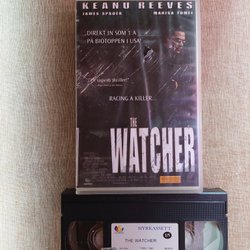 KEANU REEVES
JAMES SPADER MARISA TOMEI
„DIREKT IN SOM 1:A
PÅ BIOTOPPEN I USA!
RACING A KILLER...
THE
WATCHER
HYRKASSETT
THE WATCHER